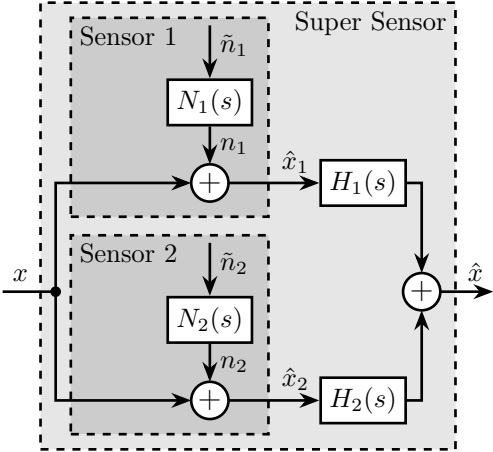 Super Sensor
Sensor 1
ñ₁
N₁(s)
n₁
x̂₁
H₁(s)
+
Sensor 2
ñ₂
x
x̂
N₂(s)
+
n₂
x̂₂
H₂(s)
+